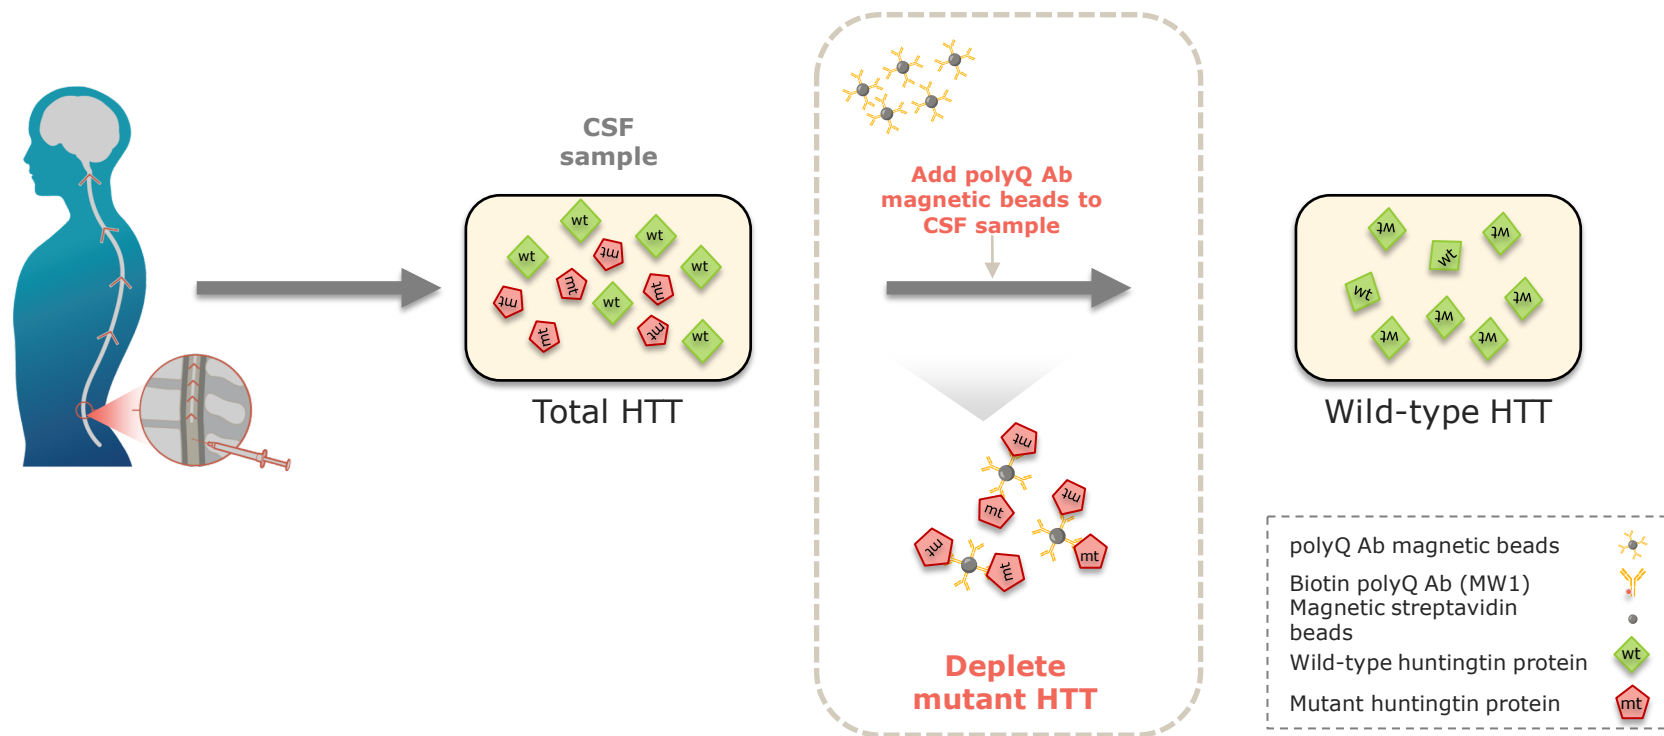 CSF
sample
wt
wt
wt
wt
wt
wt
mt
mt
mt
mt
mt
mt
Total HTT
Add polyQ Ab
magnetic beads to
CSF sample
mt
mt
mt
mt
mt
mt
Deplete
mutant HTT
wt
wt
wt
wt
wt
wt
wt
wt
Wild-type HTT
polyQ Ab magnetic beads
Biotin polyQ Ab (MW1)
Magnetic streptavidin
beads
Wild-type huntingtin protein
wt
Mutant huntingtin protein
mt